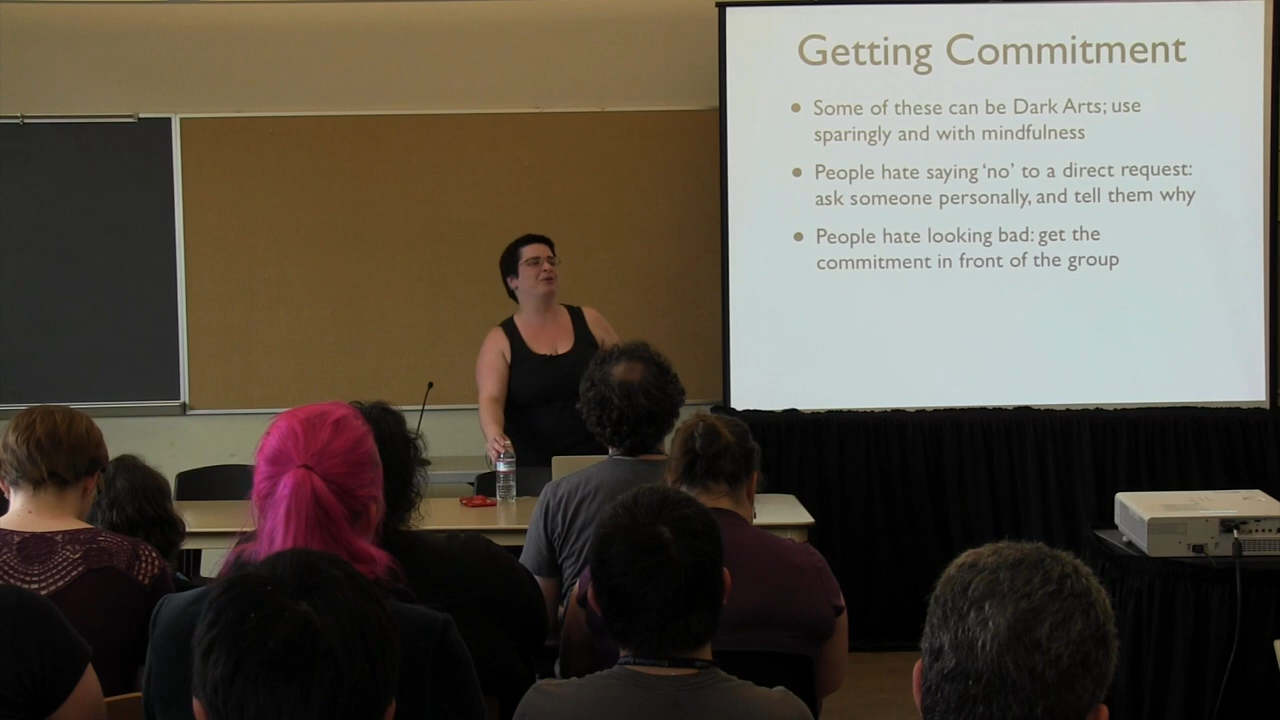 Getting Commitment
• Some of these can be Dark Arts; use
sparingly and with mindfulness
• People hate saying ‘no’ to a direct request:
ask someone personally, and tell them why
• People hate looking bad: get the
commitment in front of the group